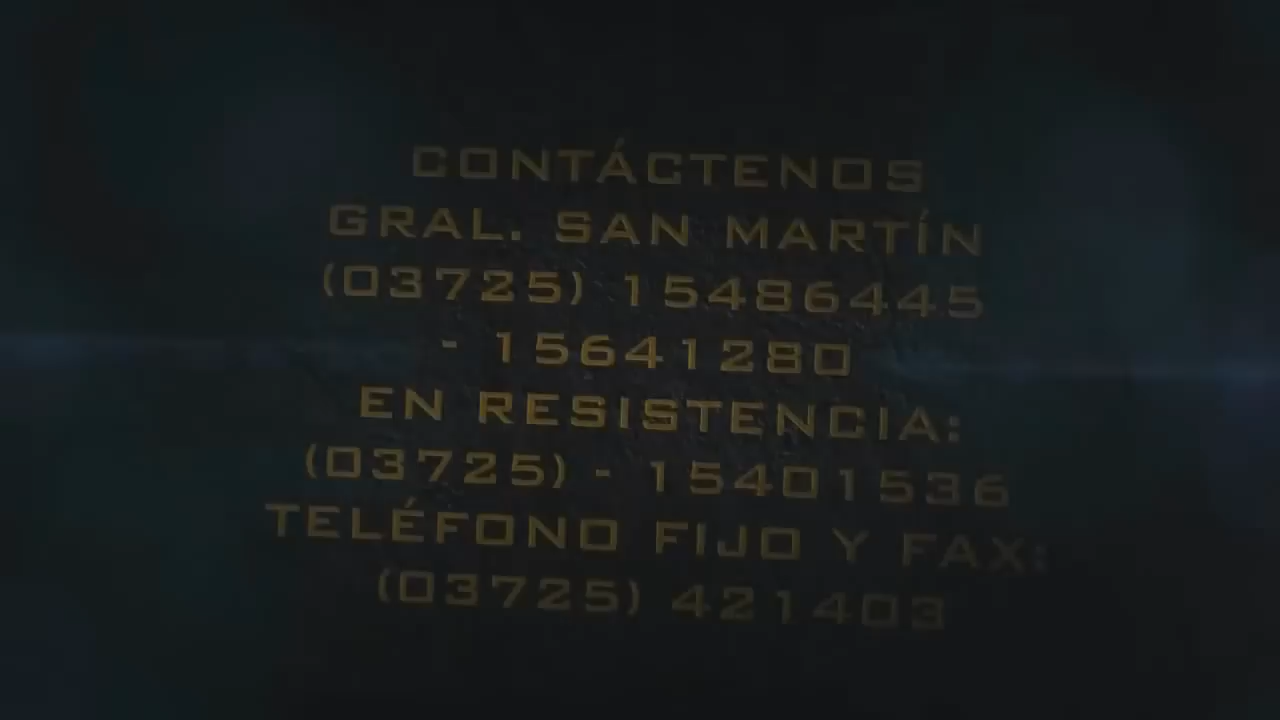 CONTÁCTENOS
GRAL. SAN MARTÍN
(03725) 15486445
- 15641280
EN RESISTENCIA:
(03725) - 15401536
TELÉFONO FIJO Y FAX:
(03725) 421403